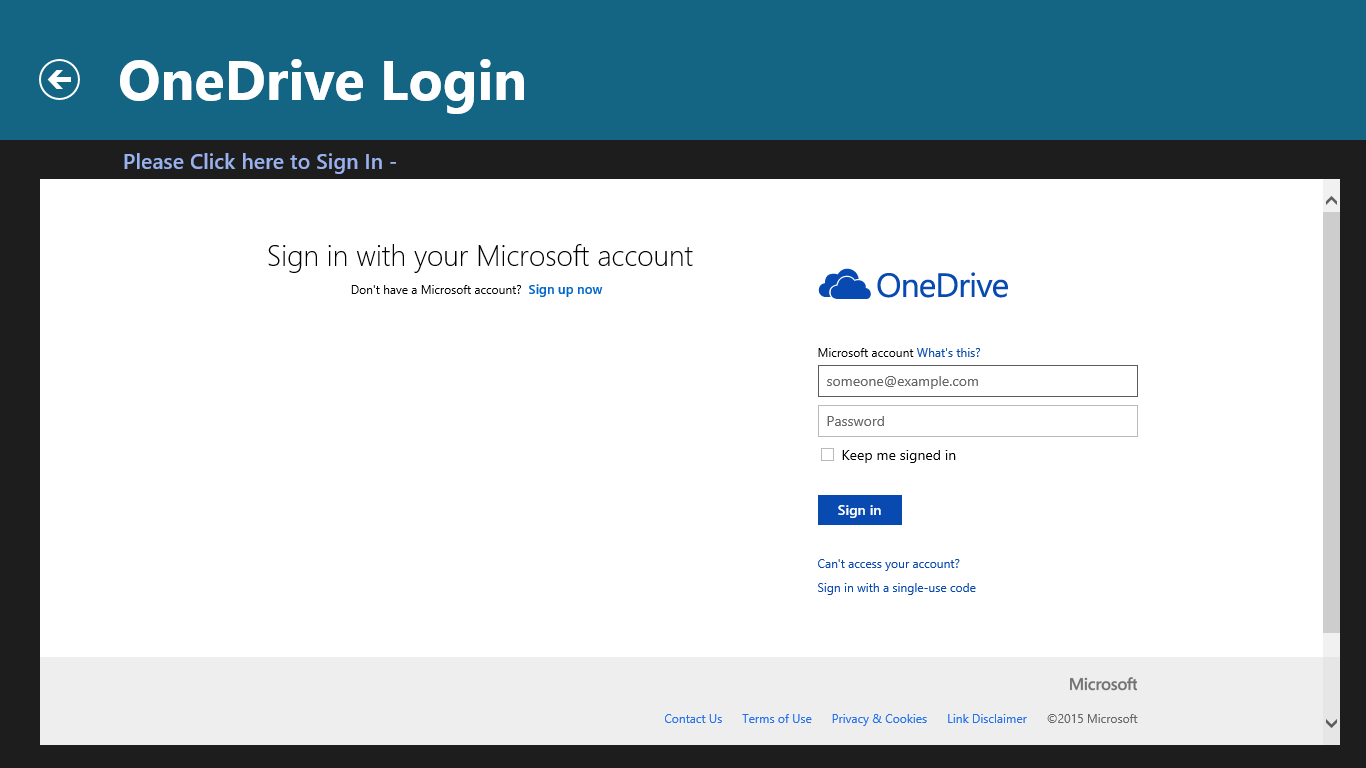 OneDrive Login
Please Click here to Sign In -
Sign in with your Microsoft account
Don't have a Microsoft account? Sign up now
OneDrive
Microsoft account What's this?
someone@example.com
Password
Keep me signed in
Sign in
Can't access your account?
Sign in with a single-use code
Microsoft
Contact Us Terms of Use Privacy & Cookies Link Disclaimer ©2015 Microsoft